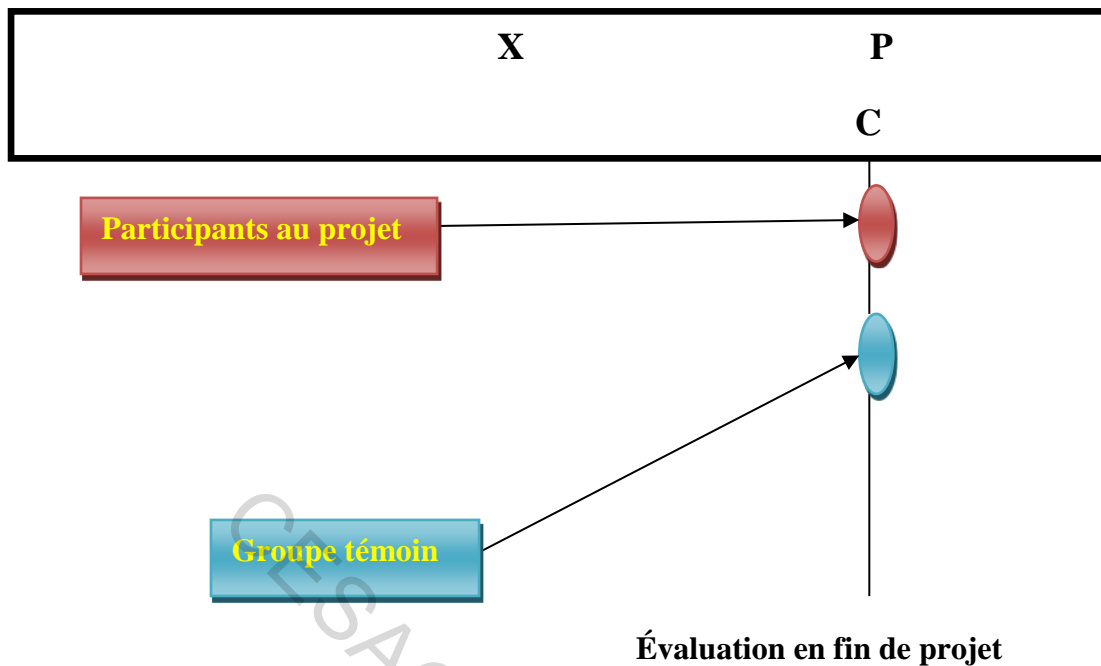 X P
C
Participants au projet
Groupe témoin
Évaluation en fin de projet